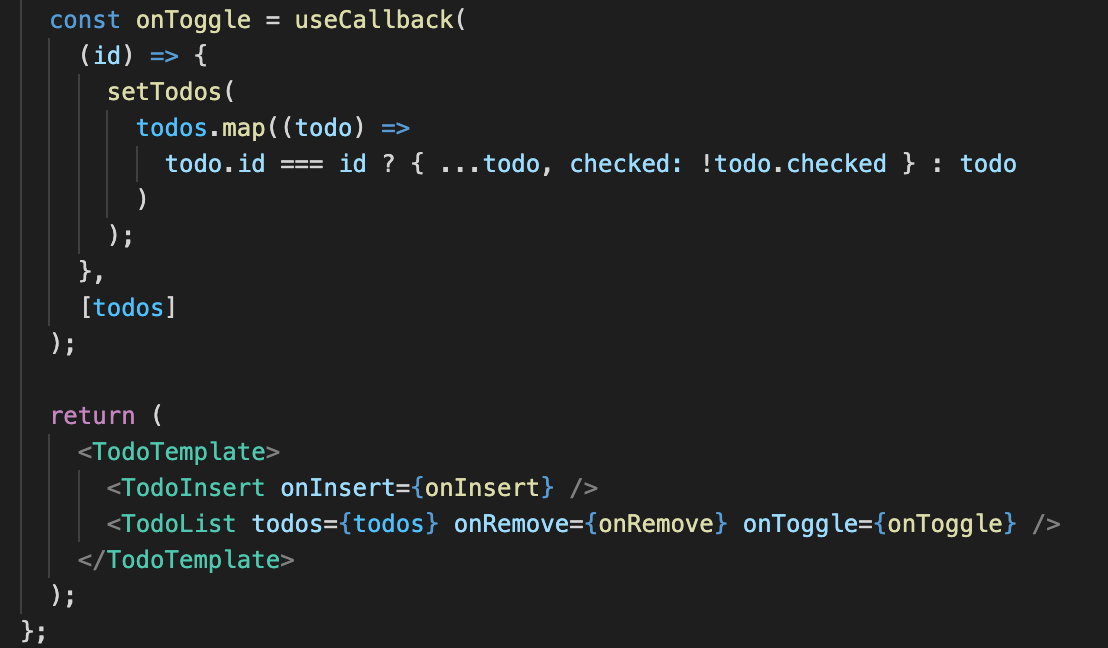 const onToggle = useCallback(
(id) => {
setTodos(
todos.map((todo) =>
todo.id === id ? { ...todo, checked: !todo.checked } : todo
)
);
},
[todos]
);
return (
<TodoTemplate>
<TodoInsert onInsert={onInsert} />
<TodoList todos={todos} onRemove={onRemove} onToggle={onToggle} />
</TodoTemplate>
);
};